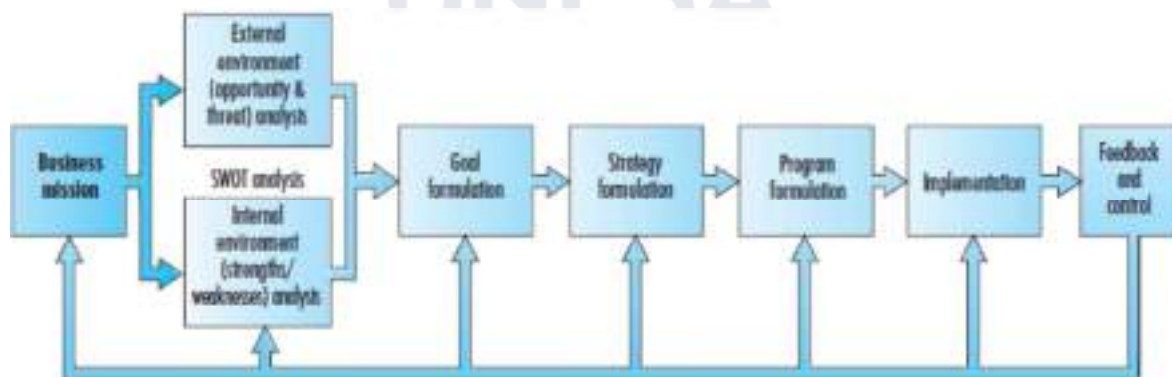 External
environment
(opportunity &
threat) analysis
Business
mission
SWOT analysis
Internal
environment
(strengths/
weaknesses) analysis
Goal
formulation
Strategy
formulation
Program
formulation
Implementation
Feedback
and
control